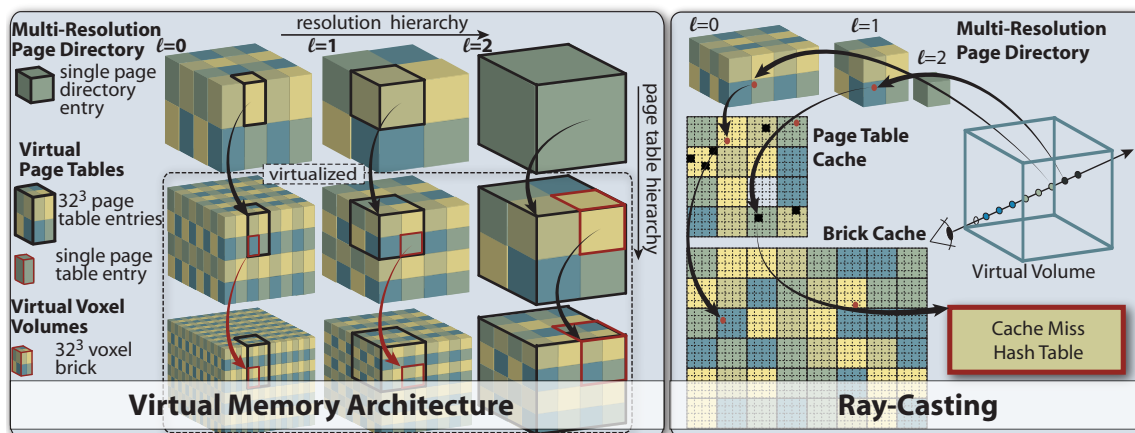 Multi-Resolution
Page Directory
single page
directory
entry
Virtual
Page Tables
32³ page
table entries
single page
table entry
Virtual Voxel
Volumes
32³ voxel
brick
resolution hierarchy
ℓ=0
ℓ=1
ℓ=2
page table hierarchy
virtualized
Virtual Memory Architecture
ℓ=0
ℓ=1
ℓ=2
Multi-Resolution
Page Directory
Page Table
Cache
Brick Cache
Virtual Volume
Cache Miss
Hash Table
Ray-Casting